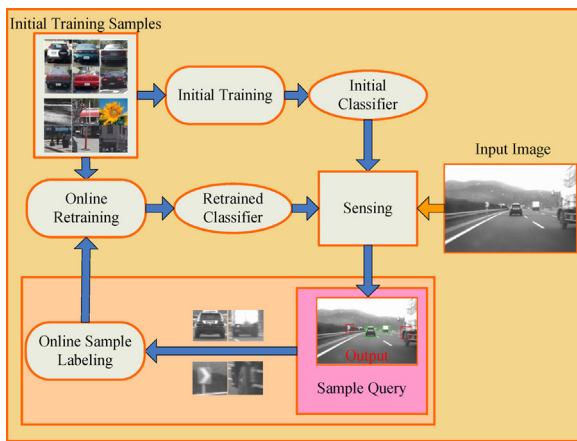 Initial Training Samples
Initial Training
Initial
Classifier
Input Image
Online
Retraining
Retrained
Classifier
Sensing
Online Sample
Labeling
Output
Sample Query